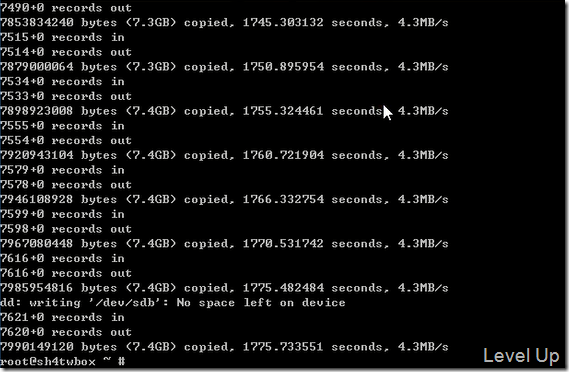 7490+0 records out
7853834240 bytes (7.3GB) copied, 1745.303132 seconds, 4.3MB/s
7515+0 records in
7514+0 records out
7879000064 bytes (7.3GB) copied, 1750.895954 seconds, 4.3MB/s
7534+0 records in
7533+0 records out
7898923008 bytes (7.4GB) copied, 1755.324461 seconds, 4.3MB/s
7555+0 records in
7554+0 records out
7920943104 bytes (7.4GB) copied, 1760.721904 seconds, 4.3MB/s
7579+0 records in
7578+0 records out
7946108928 bytes (7.4GB) copied, 1766.332754 seconds, 4.3MB/s
7599+0 records in
7598+0 records out
7967080448 bytes (7.4GB) copied, 1770.531742 seconds, 4.3MB/s
7616+0 records in
7616+0 records out
7985954816 bytes (7.4GB) copied, 1775.482484 seconds, 4.3MB/s
dd: writing '/dev/sdb': No space left on device
7621+0 records in
7620+0 records out
7990149120 bytes (7.4GB) copied, 1775.733551 seconds, 4.3MB/s
root@sh4twbox ~ #
Level Up